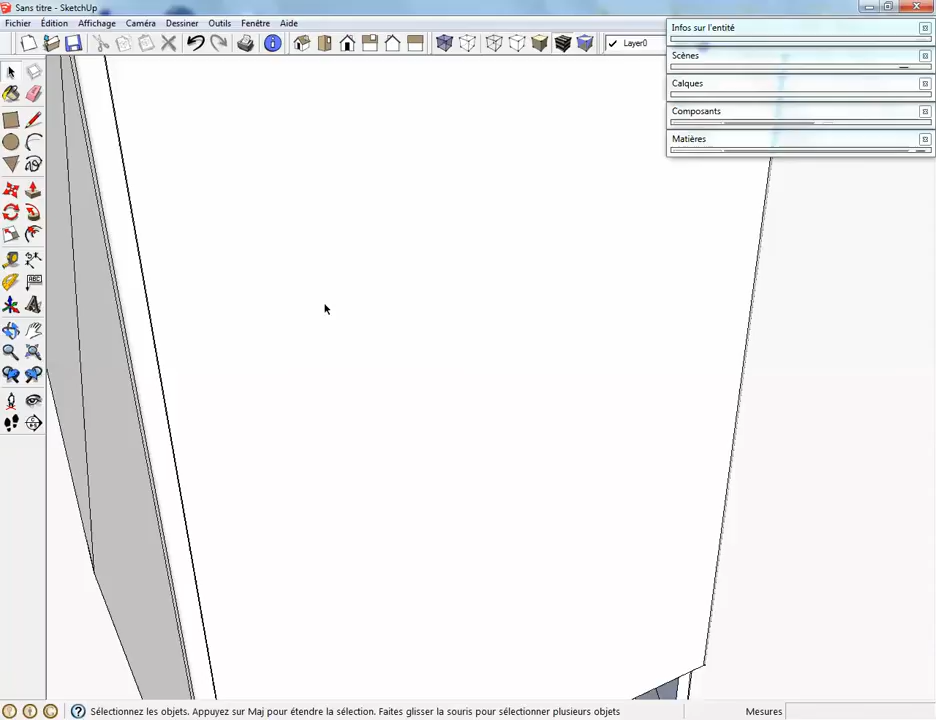 Sans titre - SketchUp
Fichier Édition Affichage Caméra Dessiner Outils Fenêtre Aide
Layer0
Infos sur l'entité
Scènes
Calques
Composants
Matières
ABC
Sélectionnez les objets. Appuyez sur Maj pour étendre la sélection. Faites glisser la souris pour sélectionner plusieurs objets
Mesures